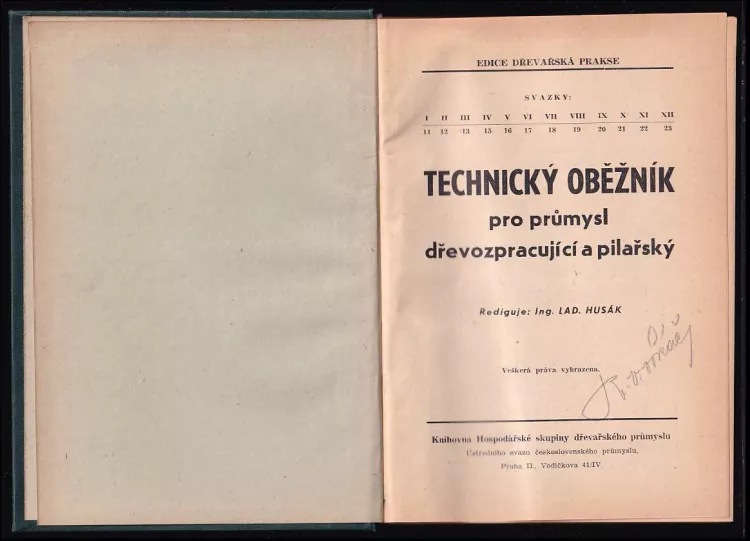 EDICE DŘEVAŘSKÁ PRAKSE
SVAZKY:
I II III IV V VI VII VIII IX X XI XII
11 12 13 15 16 17 18 19 20 21 22 23
TECHNICKÝ OBĚŽNÍK
pro průmysl
dřevozpracující a pilařský
Rediguje: Ing. LAD. HUSÁK
Veškerá práva vyhrazena.
Knihovna Hospodářské skupiny dřevařského průmyslu
Ústředního svazu československého průmyslu,
Praha II., Vodičkova 41/IV.